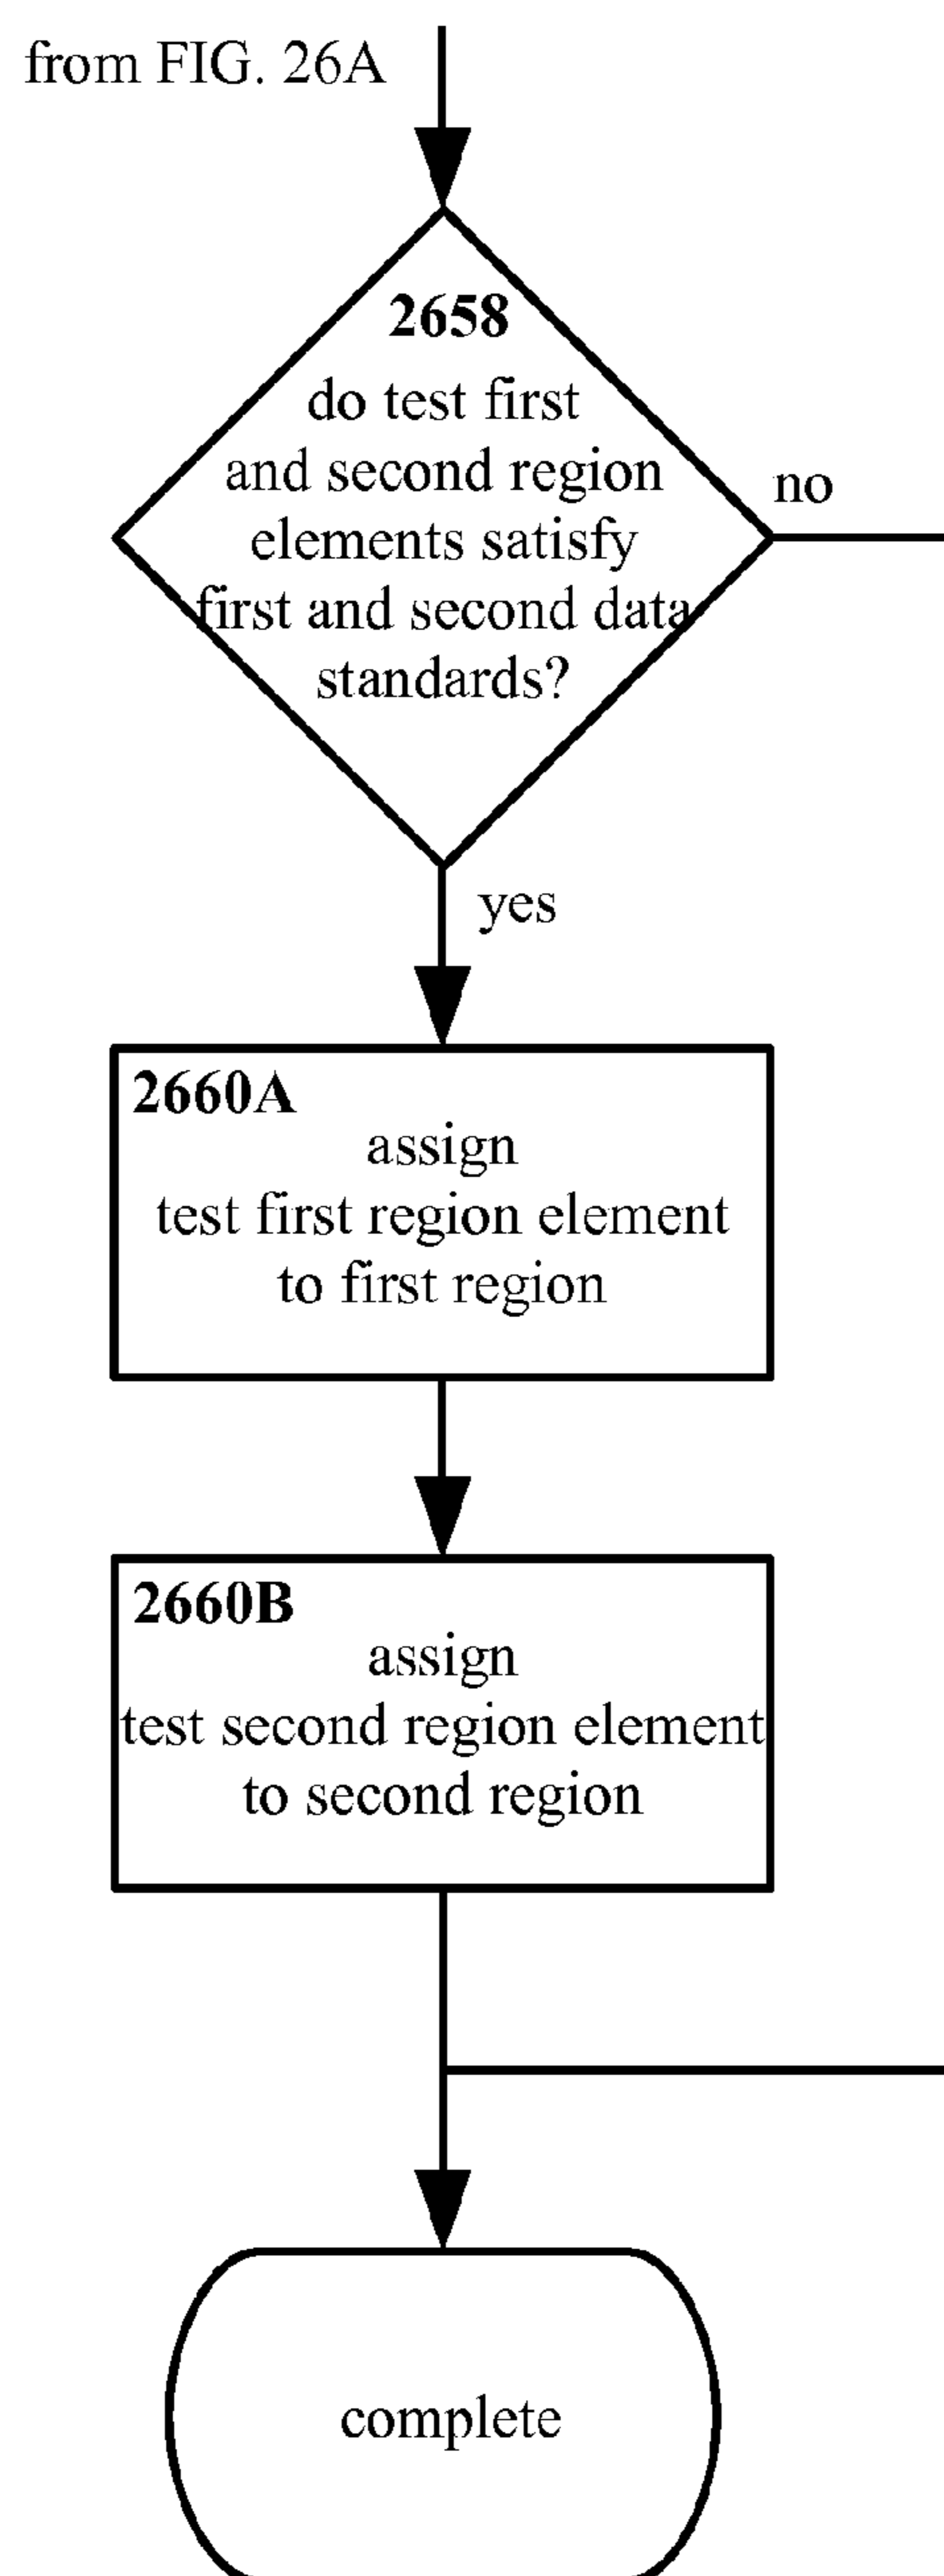 from FIG. 26A
2658
do test first
and second region
elements satisfy
first and second data
standards?
no
yes
2660A
assign
test first region element
to first region
2660B
assign
test second region element
to second region
complete